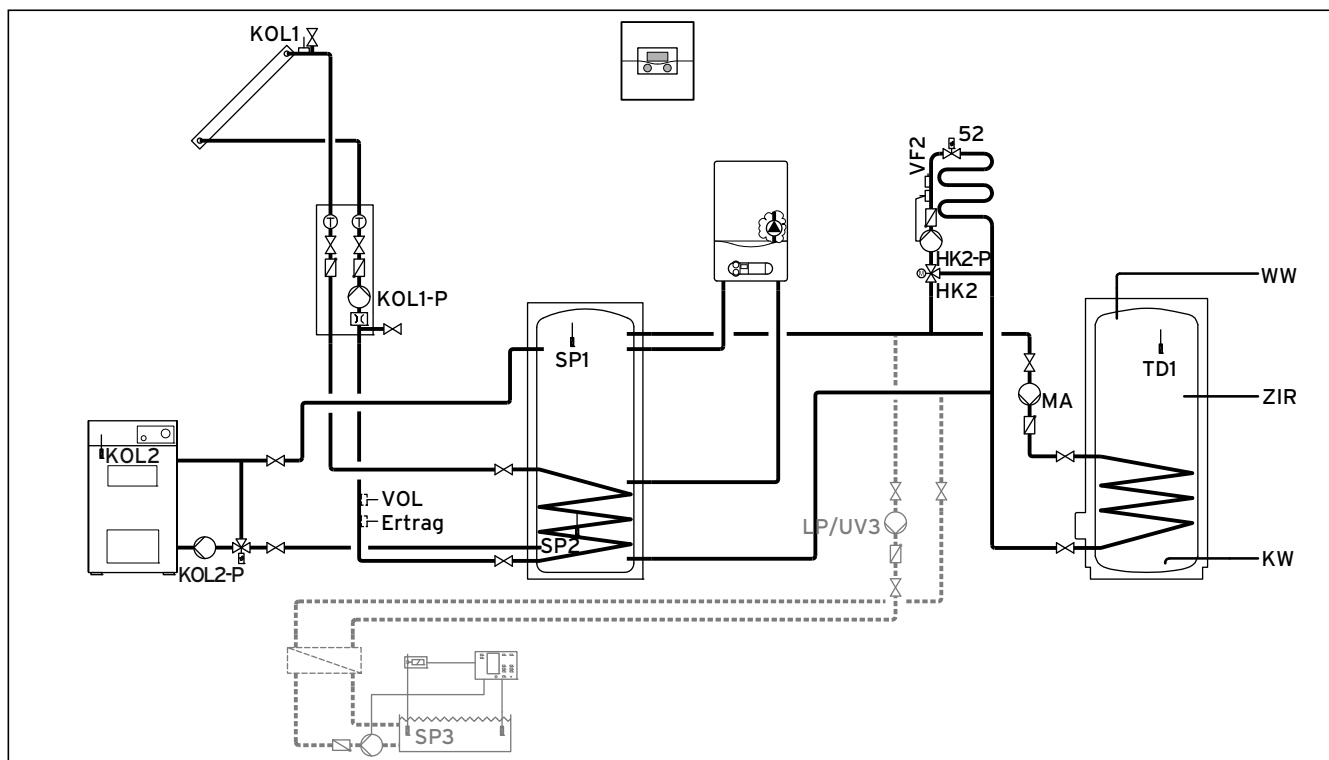 KOL1
52
VF2
HK2-P
WW
HK2
KOL1-P
SP1
TD1
MA
ZIR
KOL2
VOL
Ertrag
LP/UV3
SP2
KOL2-P
KW
SP3